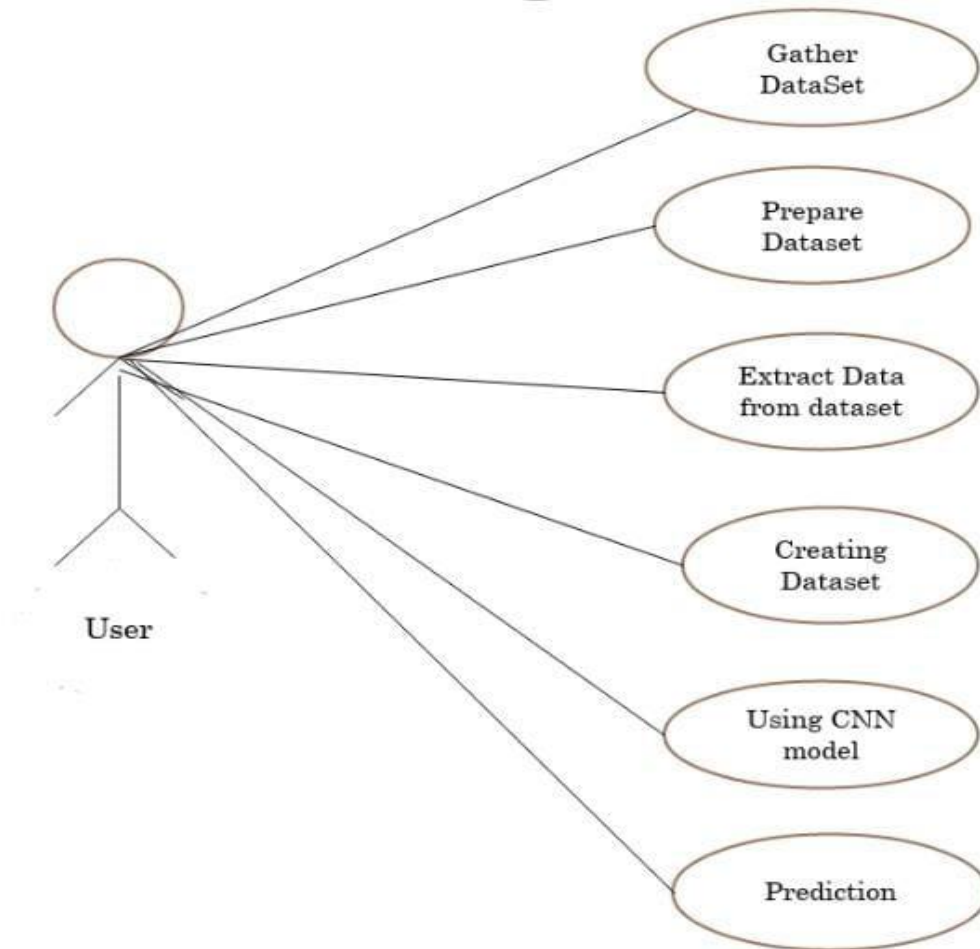 Gather
DataSet
Prepare
Dataset
Extract Data
from dataset
Creating
Dataset
User
Using CNN
model
Prediction